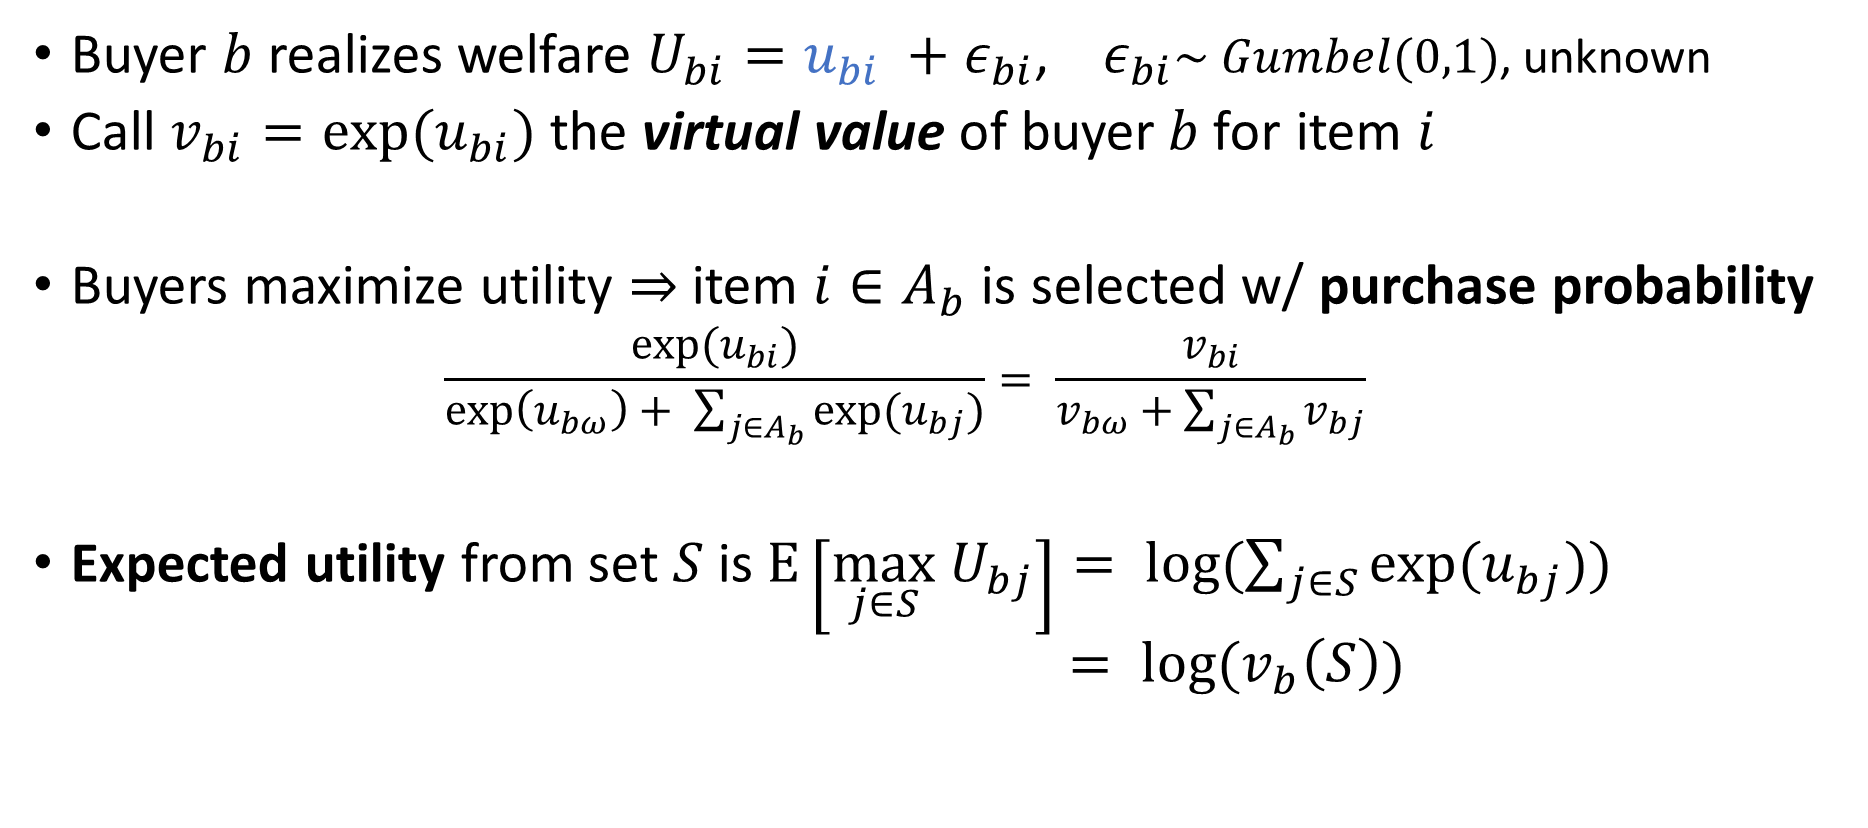 • Buyer b realizes welfare U_{bi} = u_{bi} + ϵ_{bi}, ϵ_{bi} ~ Gumbel(0,1), unknown
• Call v_{bi} = exp(u_{bi}) the virtual value of buyer b for item i
• Buyers maximize utility ⇒ item i ∈ A_b is selected w/ purchase probability
\frac{exp(u_{bi})}{exp(u_{bω}) + ∑_{j∈A_b} exp(u_{bj})} = \frac{v_{bi}}{v_{bω} + ∑_{j∈A_b} v_{bj}}
• Expected utility from set S is E[max_{j∈S} U_{bj}] = log(∑_{j∈S} exp(u_{bj}))
= log(v_b(S))